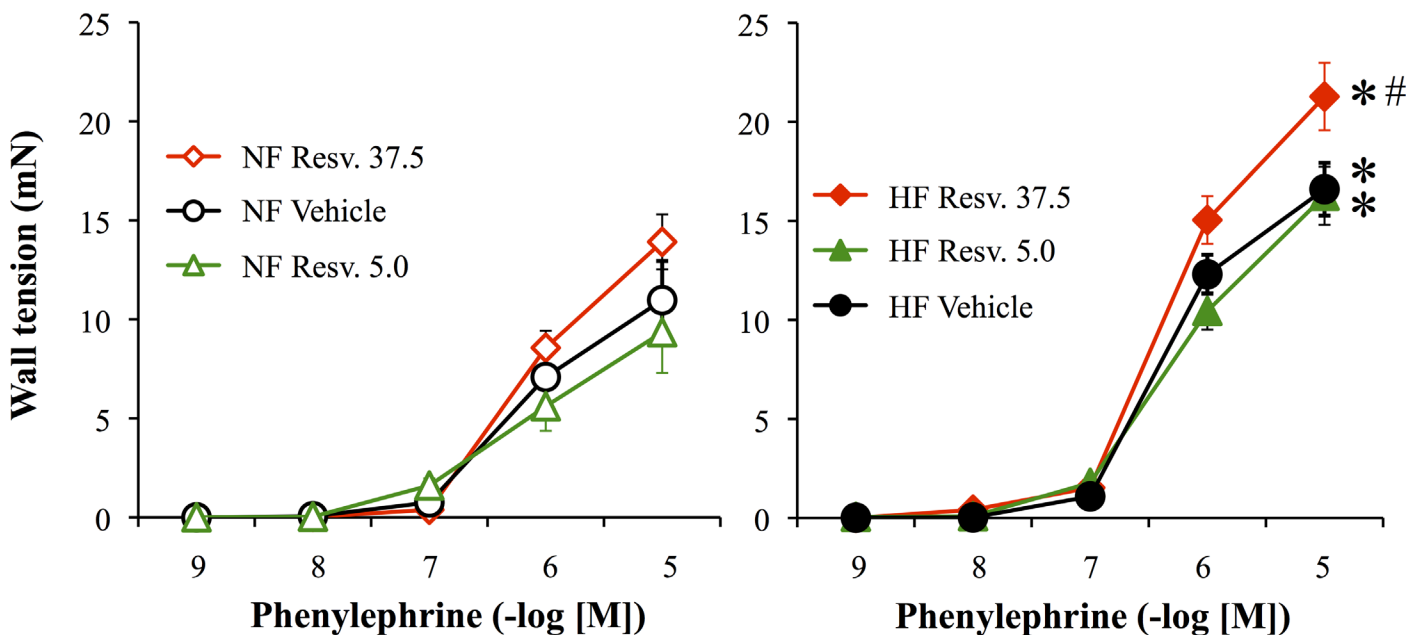 Wall tension (mN)
25
20
15
10
5
0
NF Resv. 37.5
NF Vehicle
NF Resv. 5.0
9 8 7 6 5
Phenylephrine (-log [M])
25
20
15
10
5
0
HF Resv. 37.5
HF Resv. 5.0
HF Vehicle
* #
*
*
9 8 7 6 5
Phenylephrine (-log [M])